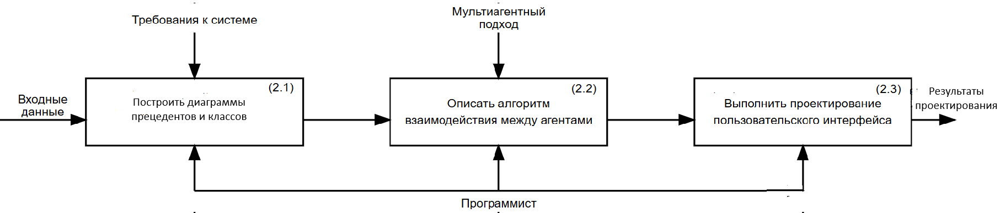 Требования к системе
Мультиагентный
подход
Входные
данные
(2.1)
Построить диаграммы
прецедентов и классов
(2.2)
Описать алгоритм
взаимодействия между агентами
(2.3)
Выполнить проектирование
пользовательского интерфейса
Результаты
проектирования
Программист